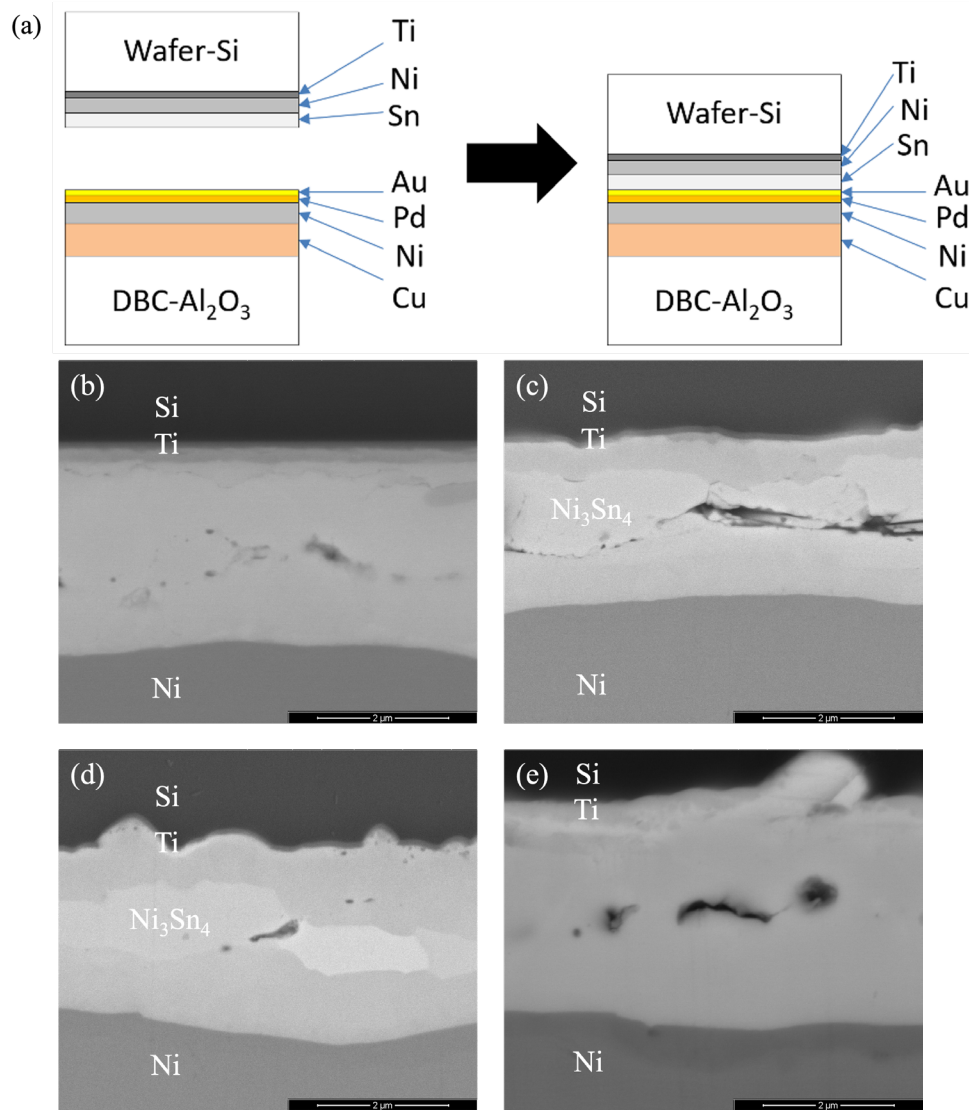 (a)
Wafer-Si
Ti
Ni
Sn
Au
Pd
Ni
Cu
DBC-Al₂O₃
Wafer-Si
Ti
Ni
Sn
Au
Pd
Ni
Cu
DBC-Al₂O₃
(b)
Si
Ti
Ni
2 µm
(c)
Si
Ti
Ni₃Sn₄
Ni
2 µm
(d)
Si
Ti
Ni₃Sn₄
Ni
2 µm
(e)
Si
Ti
Ni
2 µm